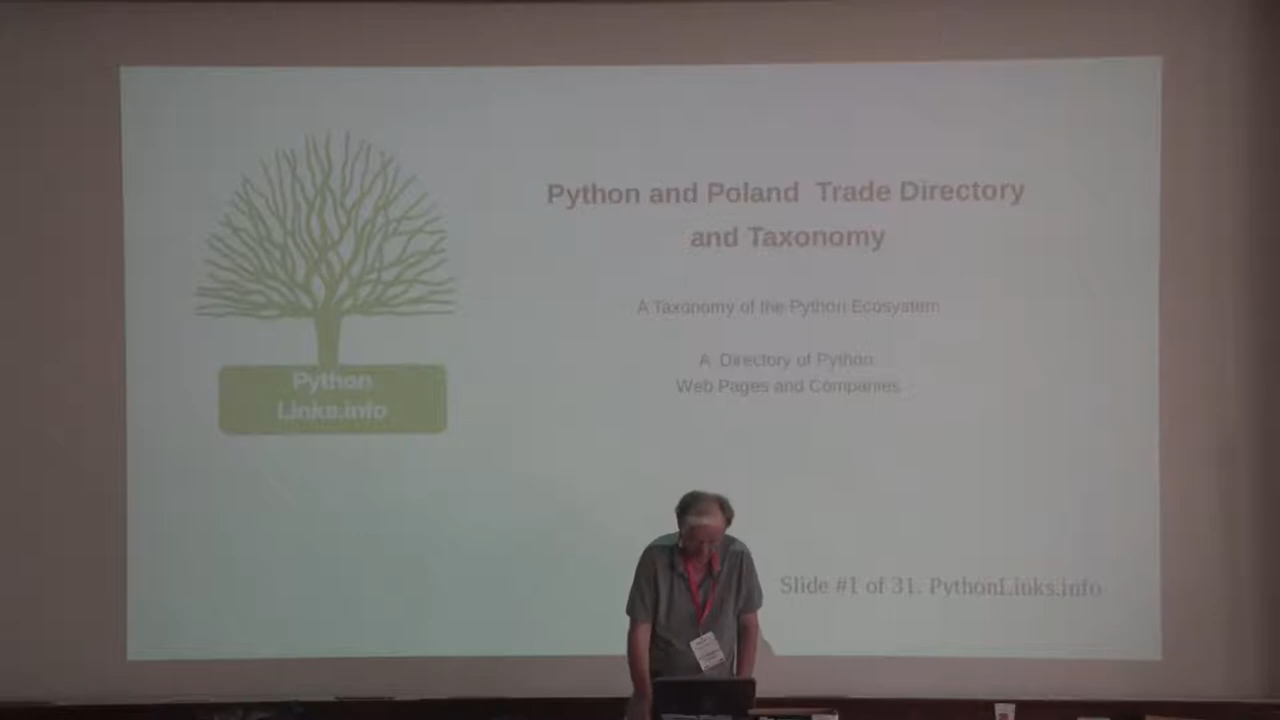 Python and Poland Trade Directory
and Taxonomy
A Taxonomy of the Python Ecosystem
A Directory of Python
Web Pages and Companies
Python
Links.info
Slide #1 of 31. PythonLinks.info